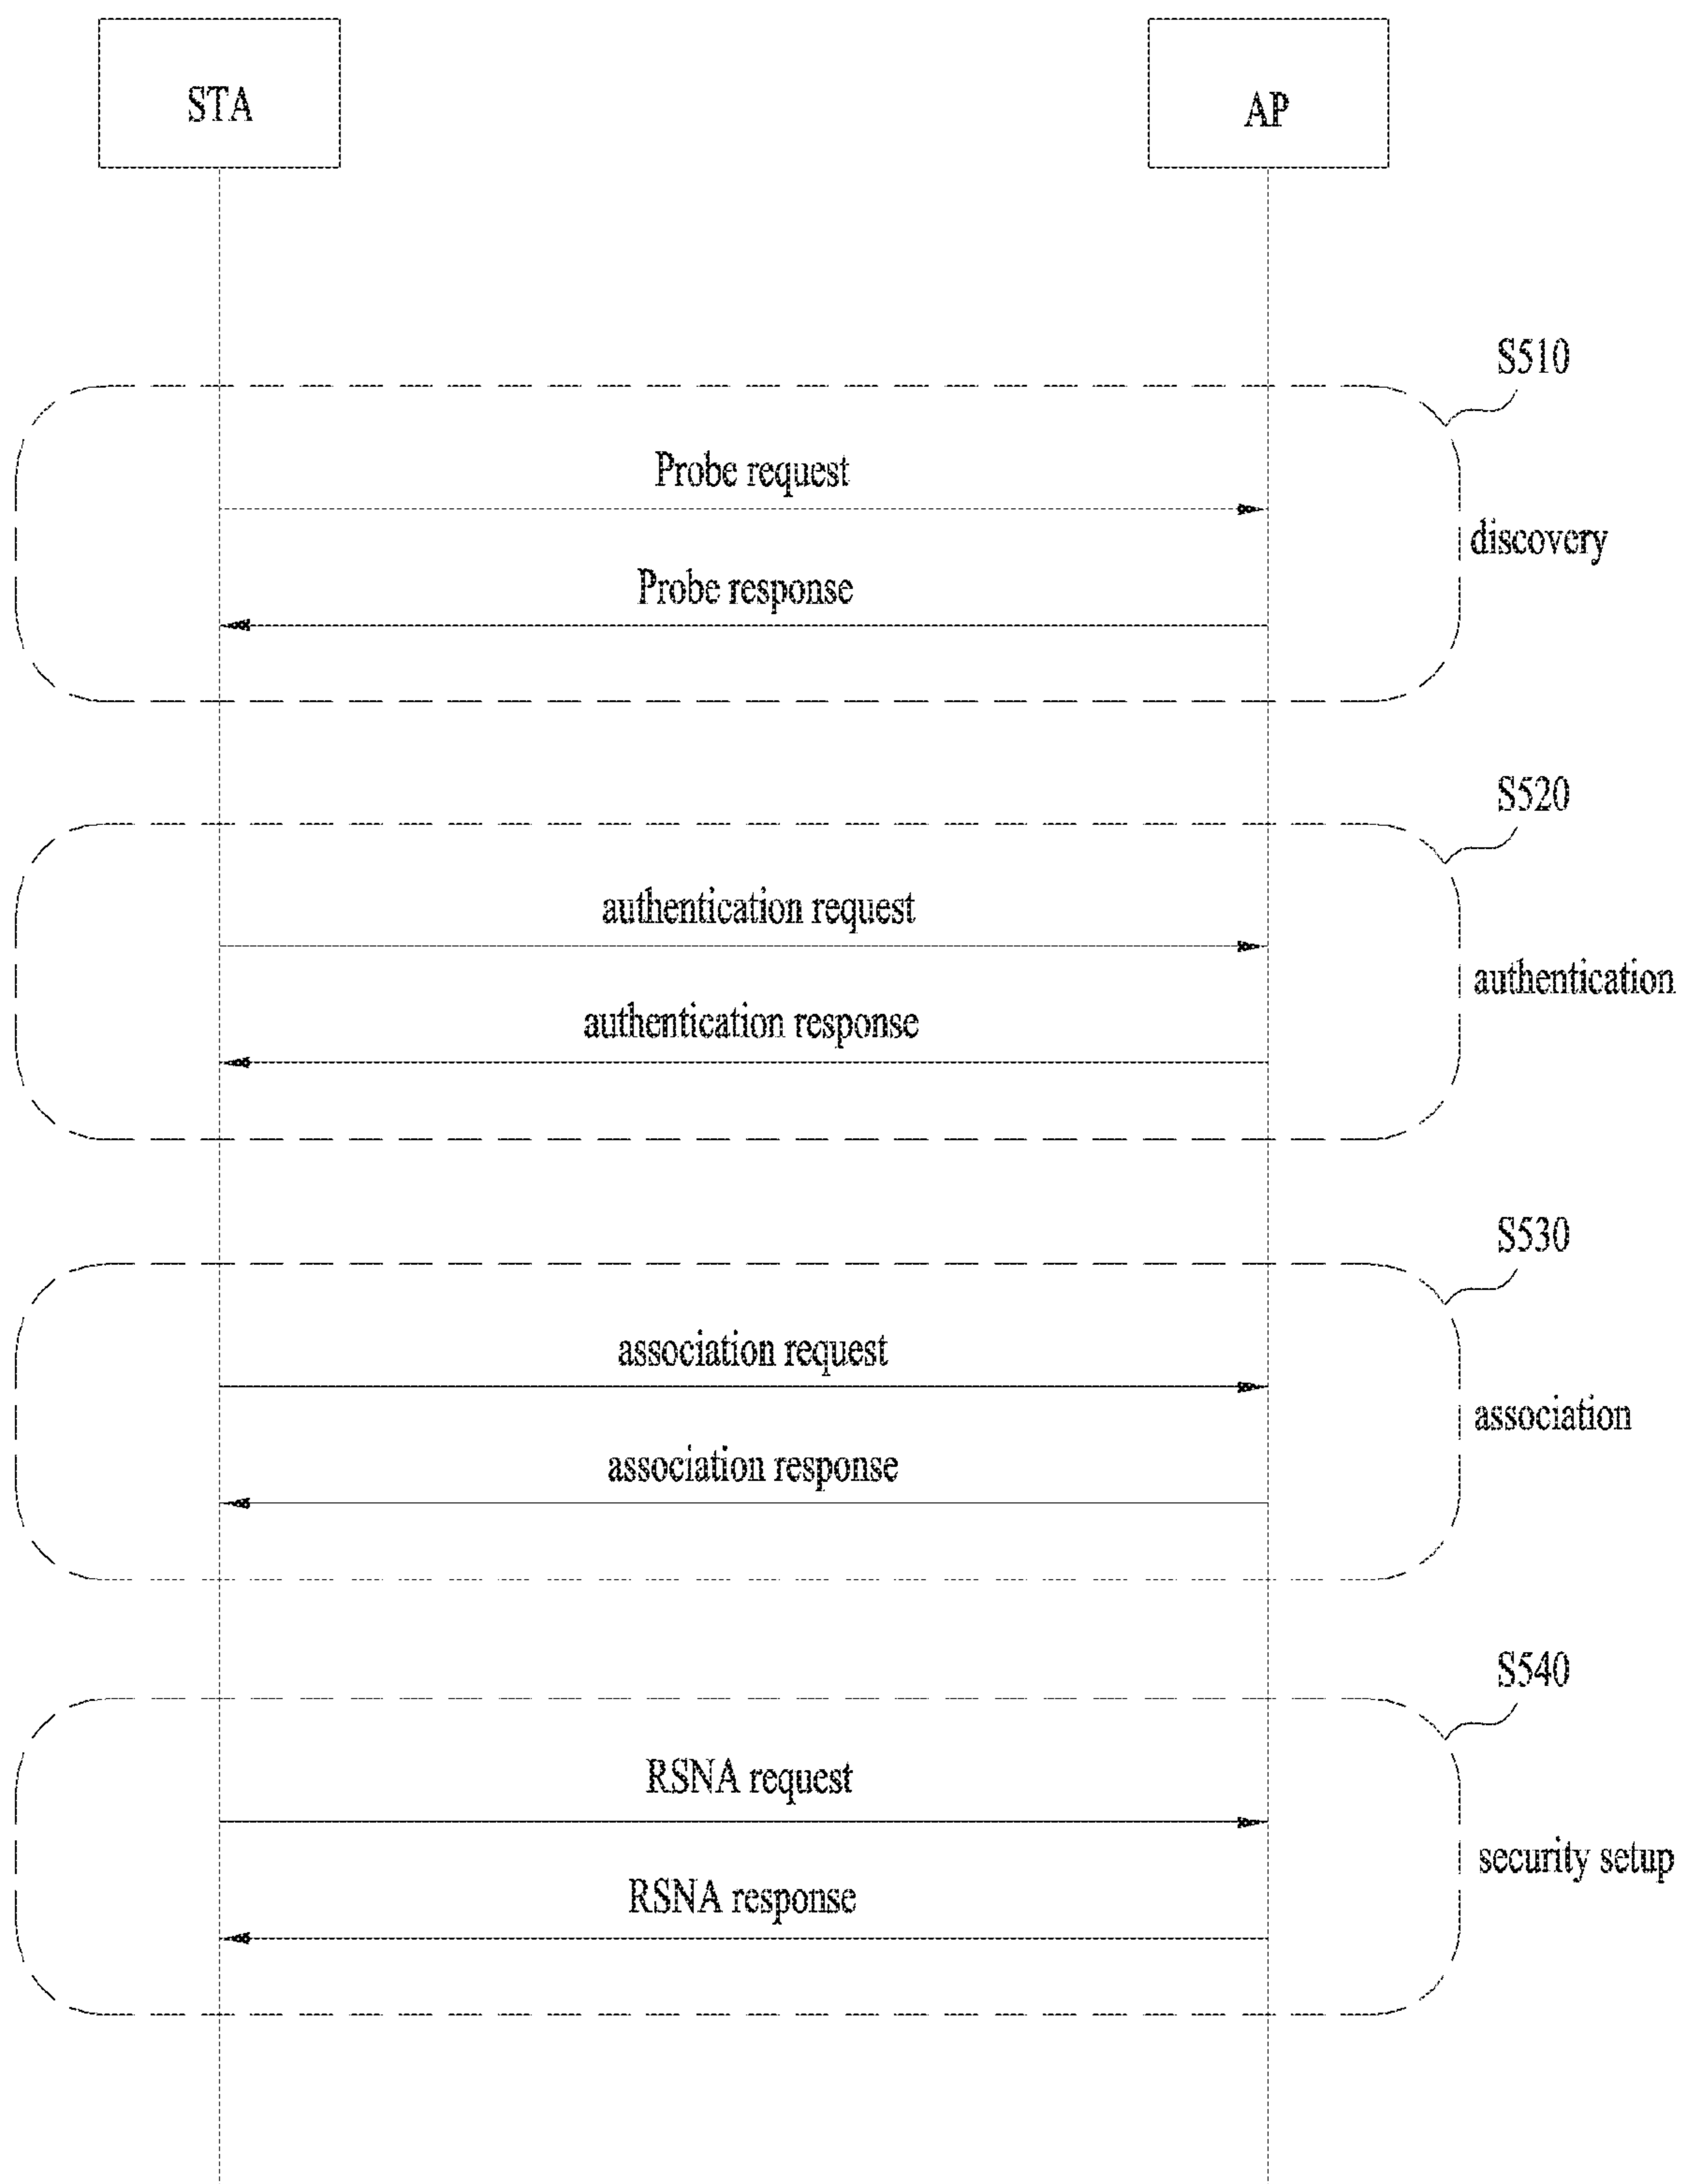 STA
AP
S510
Probe request
discovery
Probe response
S520
authentication request
authentication
authentication response
S530
association request
association
association response
S540
RSNA request
security setup
RSNA response